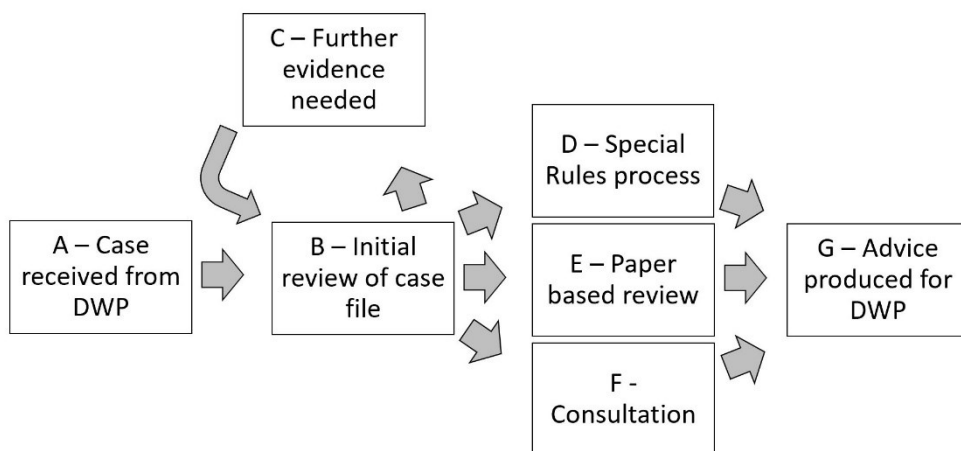 C – Further
evidence
needed
D – Special
Rules process
A – Case
received from
DWP
B – Initial
review of case
file
E – Paper
based review
G – Advice
produced for
DWP
F -
Consultation